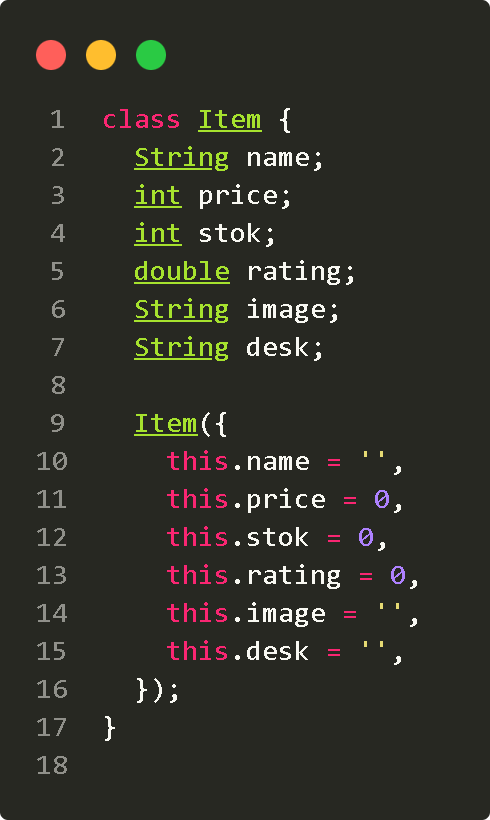 1 class Item {
2   String name;
3   int price;
4   int stok;
5   double rating;
6   String image;
7   String desk;
8
9   Item({
10     this.name = '',
11     this.price = 0,
12     this.stok = 0,
13     this.rating = 0,
14     this.image = '',
15     this.desk = '',
16   });
17 }
18